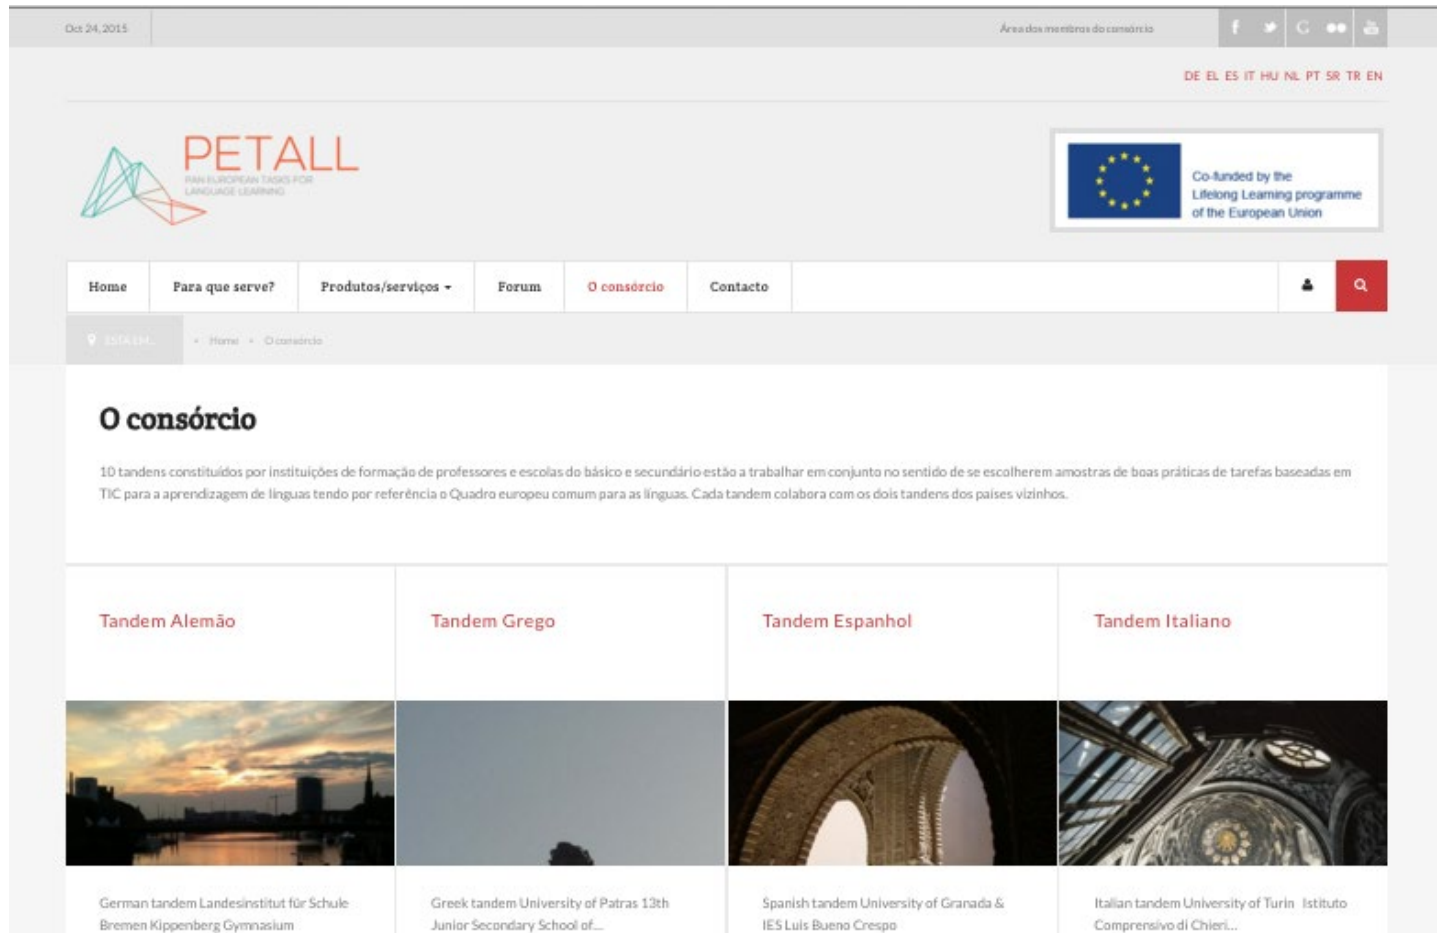 Oct 24, 2015
Área dos membros do consórcio
DE EL ES IT HU NL PT SR TR EN
PETALL
PAN EUROPEAN TASKS FOR
LANGUAGE LEARNING
Co-funded by the
Lifelong Learning programme
of the European Union
Home Para que serve? Produtos/serviços Forum O consórcio Contacto
ESTÁ EM... Home O consórcio
O consórcio
10 tandens constituídos por instituições de formação de professores e escolas do básico e secundário estão a trabalhar em conjunto no sentido de se escolherem amostras de boas práticas de tarefas baseadas em
TIC para a aprendizagem de línguas tendo por referência o Quadro europeu comum para as línguas. Cada tandem colabora com os dois tandens dos países vizinhos.
Tandem Alemão
Tandem Grego
Tandem Espanhol
Tandem Italiano
German tandem Landesinstitut für Schule
Bremen Kippenberg Gymnasium
Greek tandem University of Patras 13th
Junior Secondary School of...
Spanish tandem University of Granada &
IES Luis Bueno Crespo
Italian tandem University of Turin Istituto
Comprensivo di Chieri...